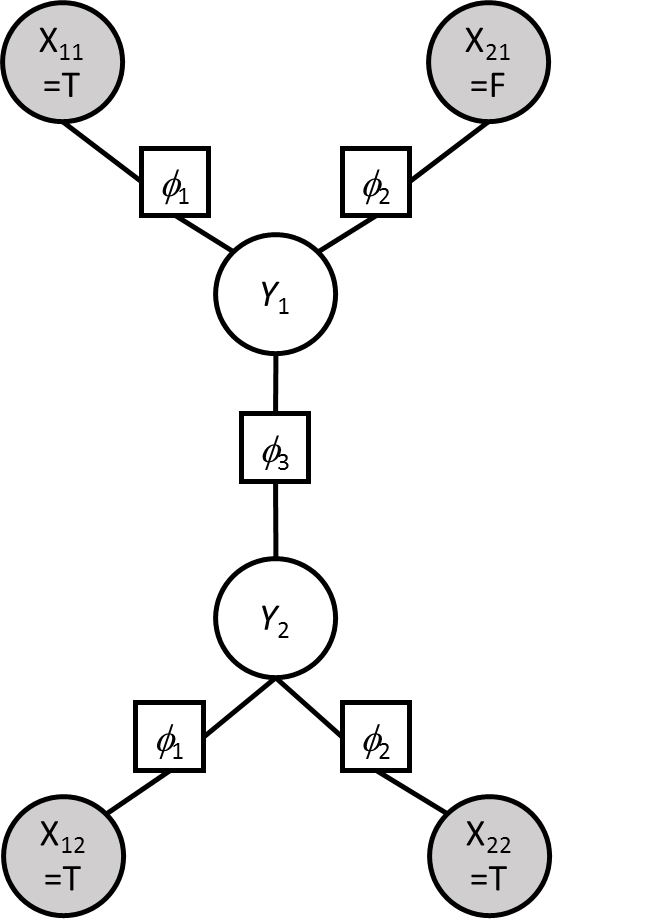 X₁₁
=T
X₂₁
=F
𝜙₁
𝜙₂
Y₁
𝜙₃
Y₂
𝜙₁
𝜙₂
X₁₂
=T
X₂₂
=T